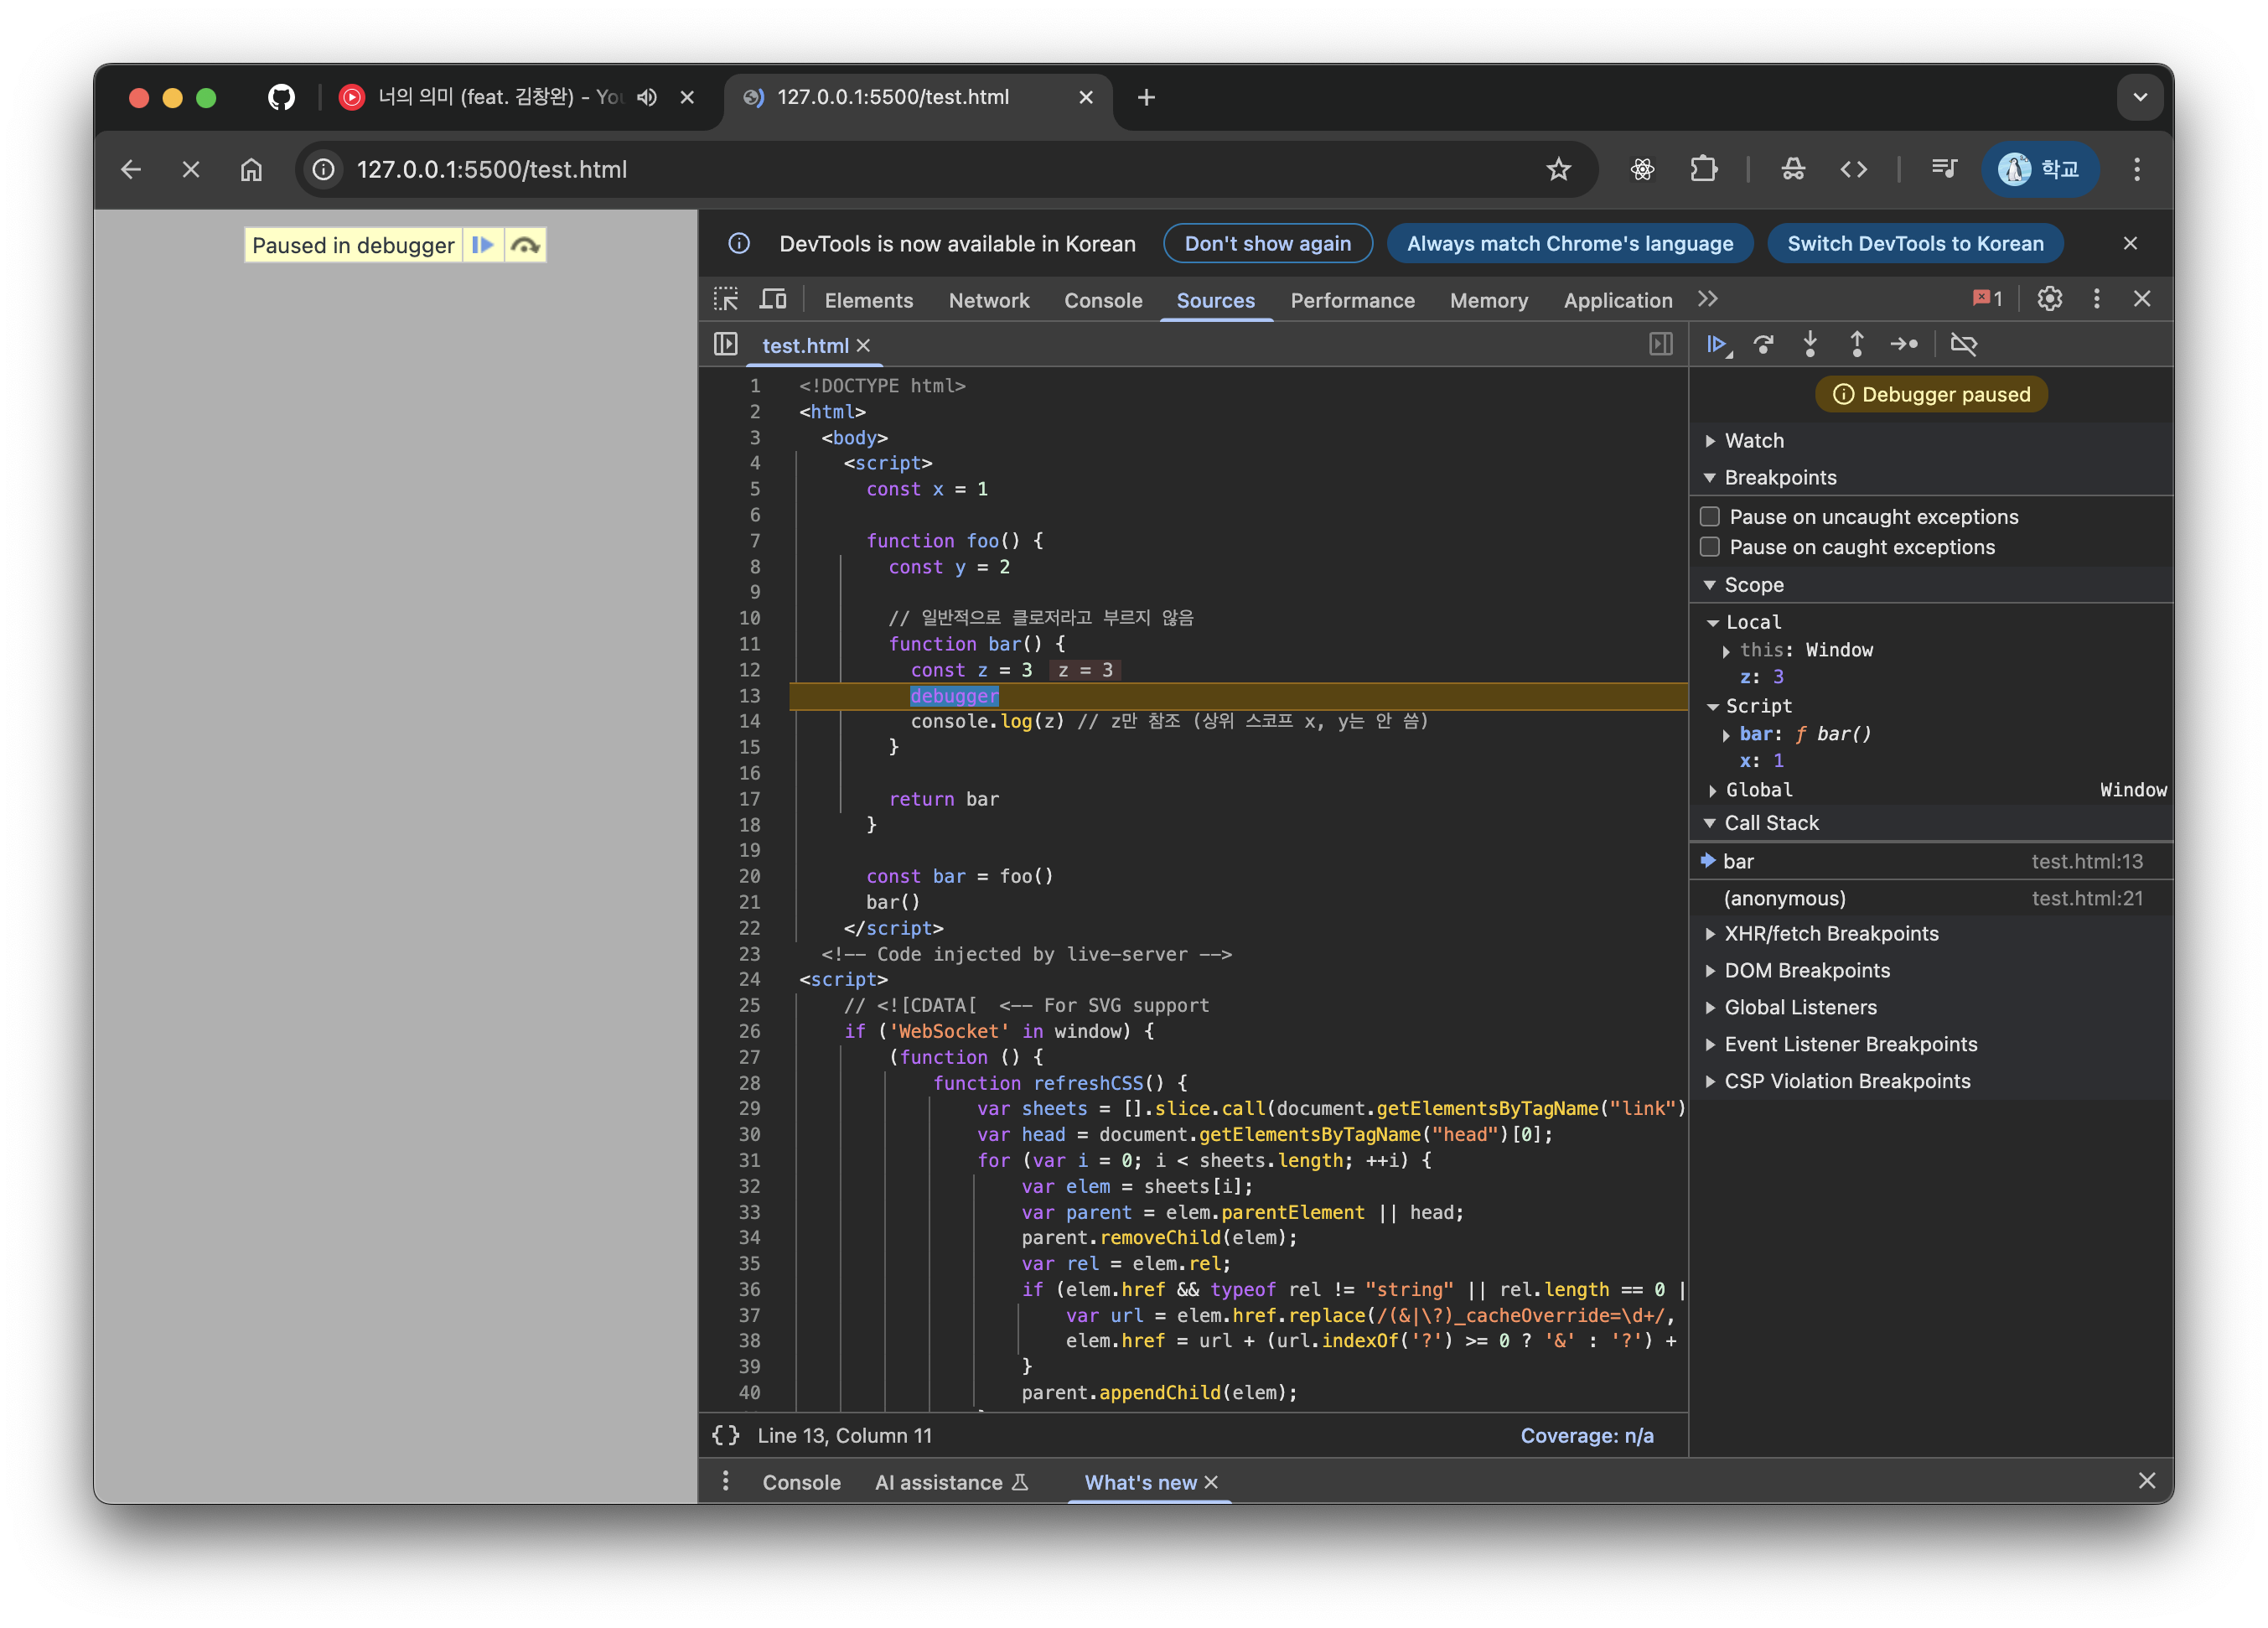 너의 의미 (feat. 김창완) - You
127.0.0.1:5500/test.html
127.0.0.1:5500/test.html
학교
Paused in debugger
DevTools is now available in Korean
Don't show again
Always match Chrome's language
Switch DevTools to Korean
Elements
Network
Console
Sources
Performance
Memory
Application
1
test.html
1 <!DOCTYPE html>
2 <html>
3 <body>
4 <script>
5 const x = 1
6
7 function foo() {
8 const y = 2
9
10 // 일반적으로 클로저라고 부르지 않음
11 function bar() {
12 const z = 3 z = 3
13 debugger
14 console.log(z) // z만 참조 (상위 스코프 x, y는 안 씀)
15 }
16
17 return bar
18 }
19
20 const bar = foo()
21 bar()
22 </script>
23 <!-- Code injected by live-server -->
24 <script>
25 // <![CDATA[ <-- For SVG support
26 if ('WebSocket' in window) {
27 (function () {
28 function refreshCSS() {
29 var sheets = [].slice.call(document.getElementsByTagName("link")
30 var head = document.getElementsByTagName("head")[0];
31 for (var i = 0; i < sheets.length; ++i) {
32 var elem = sheets[i];
33 var parent = elem.parentElement || head;
34 parent.removeChild(elem);
35 var rel = elem.rel;
36 if (elem.href && typeof rel != "string" || rel.length == 0 |
37 var url = elem.href.replace(/(&|\?)_cacheOverride=\d+/,
38 elem.href = url + (url.indexOf('?') >= 0 ? '&' : '?') +
39 }
40 parent.appendChild(elem);
{} Line 13, Column 11
Coverage: n/a
Debugger paused
Watch
Breakpoints
Pause on uncaught exceptions
Pause on caught exceptions
Scope
Local
this: Window
z: 3
Script
bar: ƒ bar()
x: 1
Global Window
Call Stack
bar test.html:13
(anonymous) test.html:21
XHR/fetch Breakpoints
DOM Breakpoints
Global Listeners
Event Listener Breakpoints
CSP Violation Breakpoints
Console
AI assistance
What's new